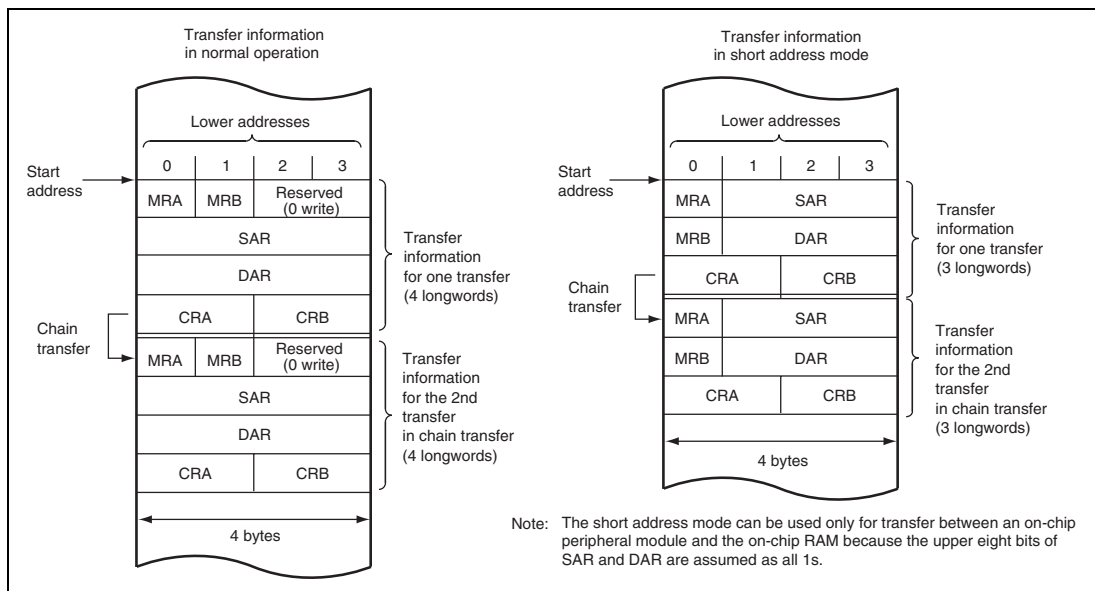 Transfer information
in normal operation
Lower addresses
0 1 2 3
Start
address
MRA MRB Reserved
(0 write)
SAR
DAR
CRA CRB
Transfer
information
for one transfer
(4 longwords)
Chain
transfer
MRA MRB Reserved
(0 write)
SAR
DAR
CRA CRB
Transfer
information
for the 2nd
transfer
in chain transfer
(4 longwords)
4 bytes
Transfer information
in short address mode
Lower addresses
0 1 2 3
Start
address
MRA SAR
MRB DAR
CRA CRB
Transfer
information
for one transfer
(3 longwords)
Chain
transfer
MRA SAR
MRB DAR
CRA CRB
Transfer
information
for the 2nd
transfer
in chain transfer
(3 longwords)
4 bytes
Note: The short address mode can be used only for transfer between an on-chip
peripheral module and the on-chip RAM because the upper eight bits of
SAR and DAR are assumed as all 1s.